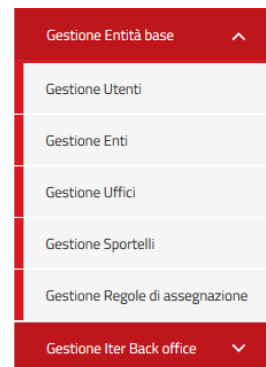 Gestione Entità base
Gestione Utenti
Gestione Enti
Gestione Uffici
Gestione Sportelli
Gestione Regole di assegnazione
Gestione Iter Back office